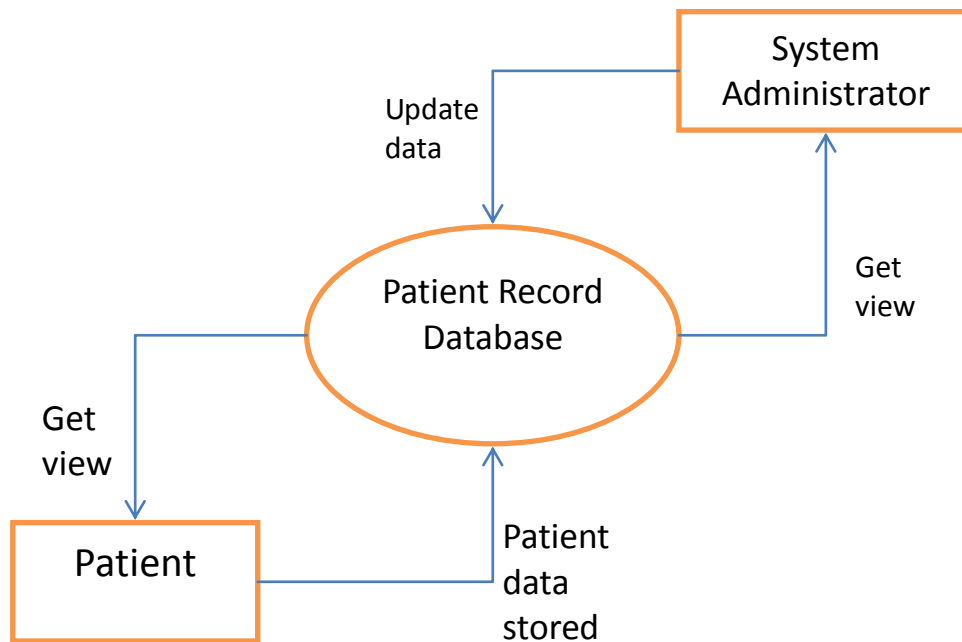 System
Administrator
Update
data
Patient Record
Database
Get
view
Get
view
Patient
Patient
data
stored